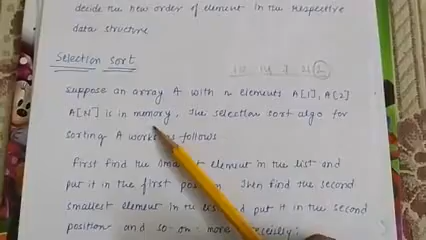 decide the new order of element in the respective
data structure
Selection sort
Suppose an array A with n elements A[1], A[2]
A[N] is in memory. The selection sort algo for
sorting A works as follows
First find the smallest element in the list and
put it in the first position. Then find the second
smallest element in the list and put it in the second
position and so on more